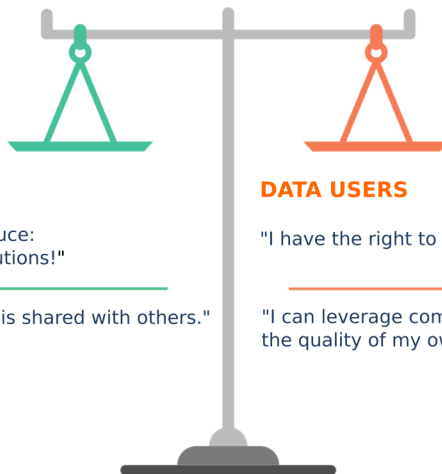 uce:
utions!"
is shared with others."
DATA USERS
"I have the right to
"I can leverage com
the quality of my ow